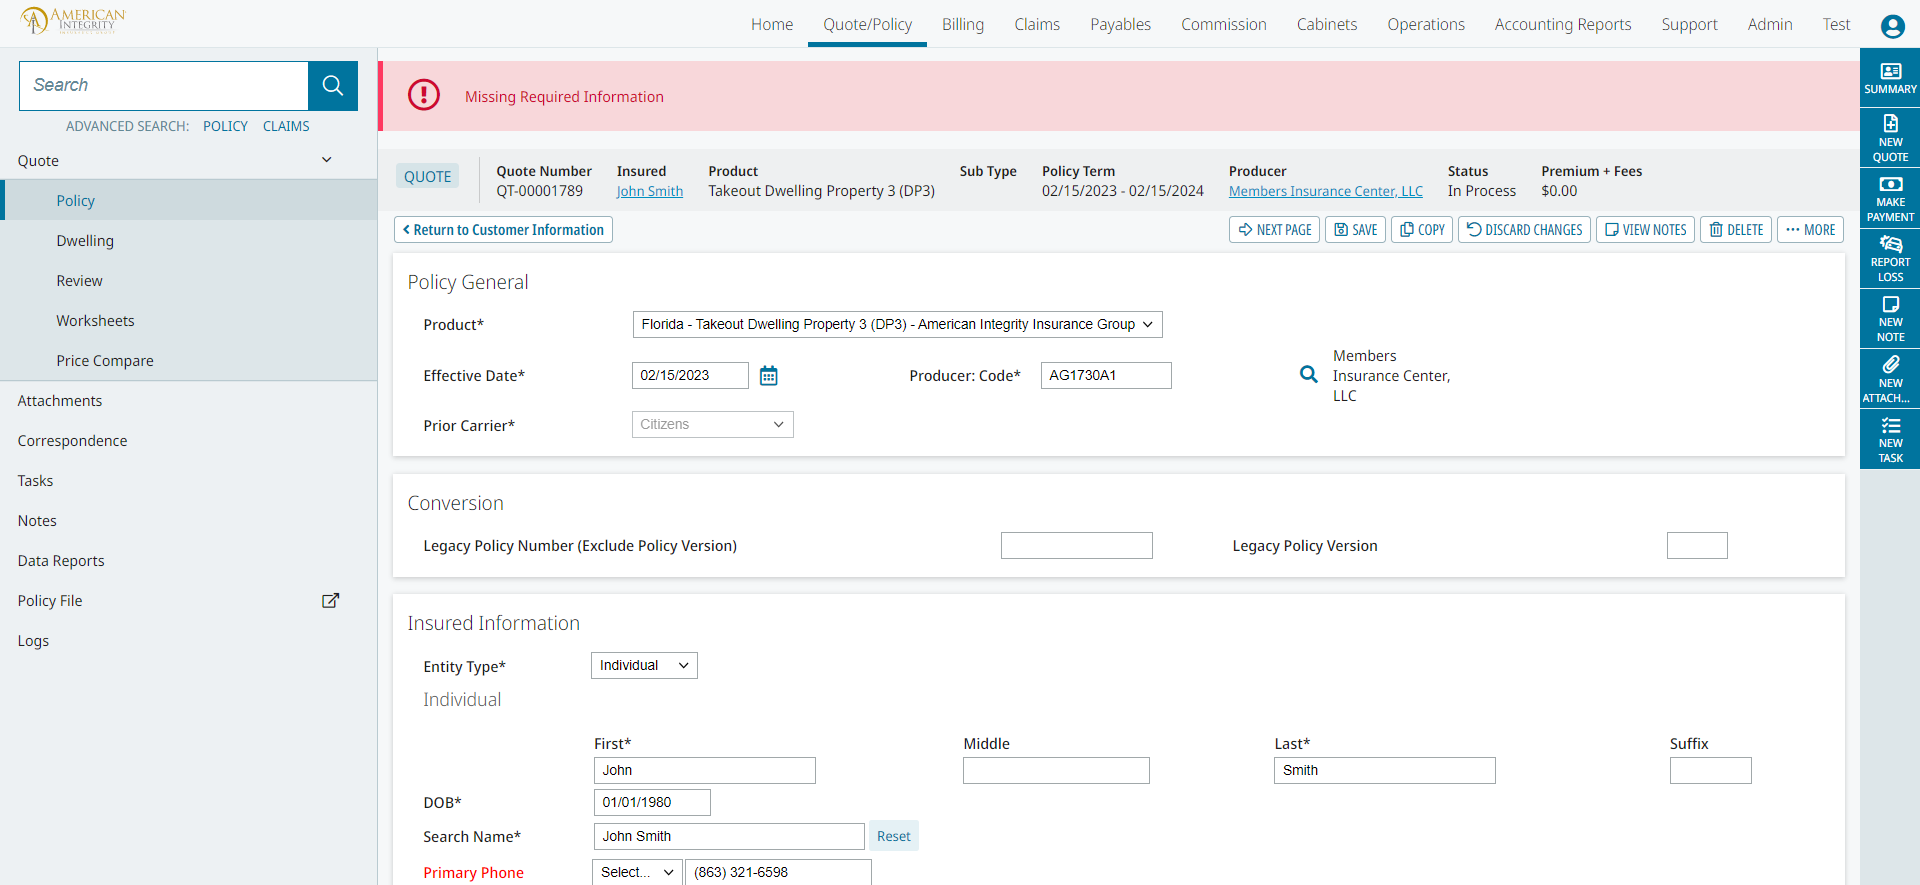 AMERICAN
INTEGRITY
INSURANCE GROUP
Home Quote/Policy Billing Claims Payables Commission Cabinets Operations Accounting Reports Support Admin Test
Search
ADVANCED SEARCH: POLICY CLAIMS
Quote
Policy
Dwelling
Review
Worksheets
Price Compare
Attachments
Correspondence
Tasks
Notes
Data Reports
Policy File
Logs
Missing Required Information
QUOTE
Quote Number Insured Product Sub Type Policy Term Producer Status Premium + Fees
QT-00001789 John Smith Takeout Dwelling Property 3 (DP3) 02/15/2023 - 02/15/2024 Members Insurance Center, LLC In Process $0.00
Return to Customer Information NEXT PAGE SAVE COPY DISCARD CHANGES VIEW NOTES DELETE MORE
Policy General
Product* Florida - Takeout Dwelling Property 3 (DP3) - American Integrity Insurance Group
Effective Date* 02/15/2023 Producer: Code* AG1730A1
Members
Insurance Center,
LLC
Prior Carrier* Citizens
Conversion
Legacy Policy Number (Exclude Policy Version) Legacy Policy Version
Insured Information
Entity Type* Individual
Individual
First* Middle Last* Suffix
John Smith
DOB* 01/01/1980
Search Name* John Smith Reset
Primary Phone Select... (863) 321-6598
SUMMARY
NEW
QUOTE
MAKE
PAYMENT
REPORT
LOSS
NEW
NOTE
NEW
ATTACH...
NEW
TASK